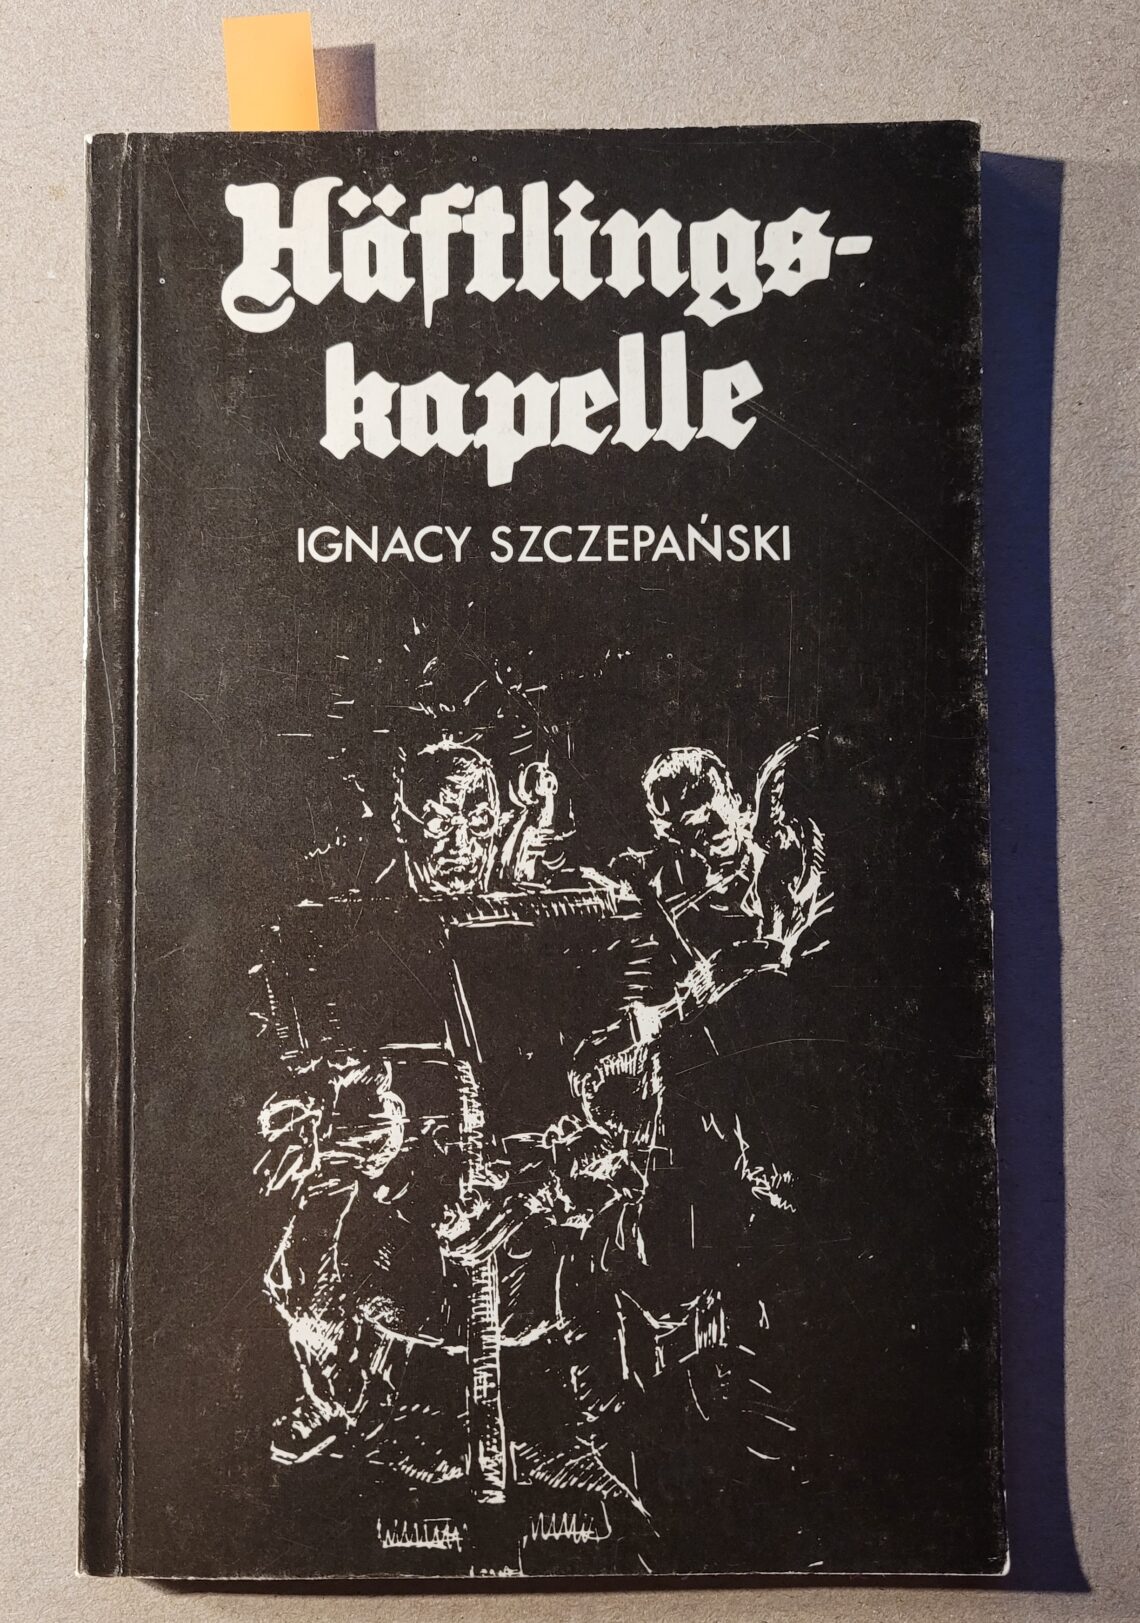 Häftlings-
kapelle
IGNACY SZCZEPAŃSKI